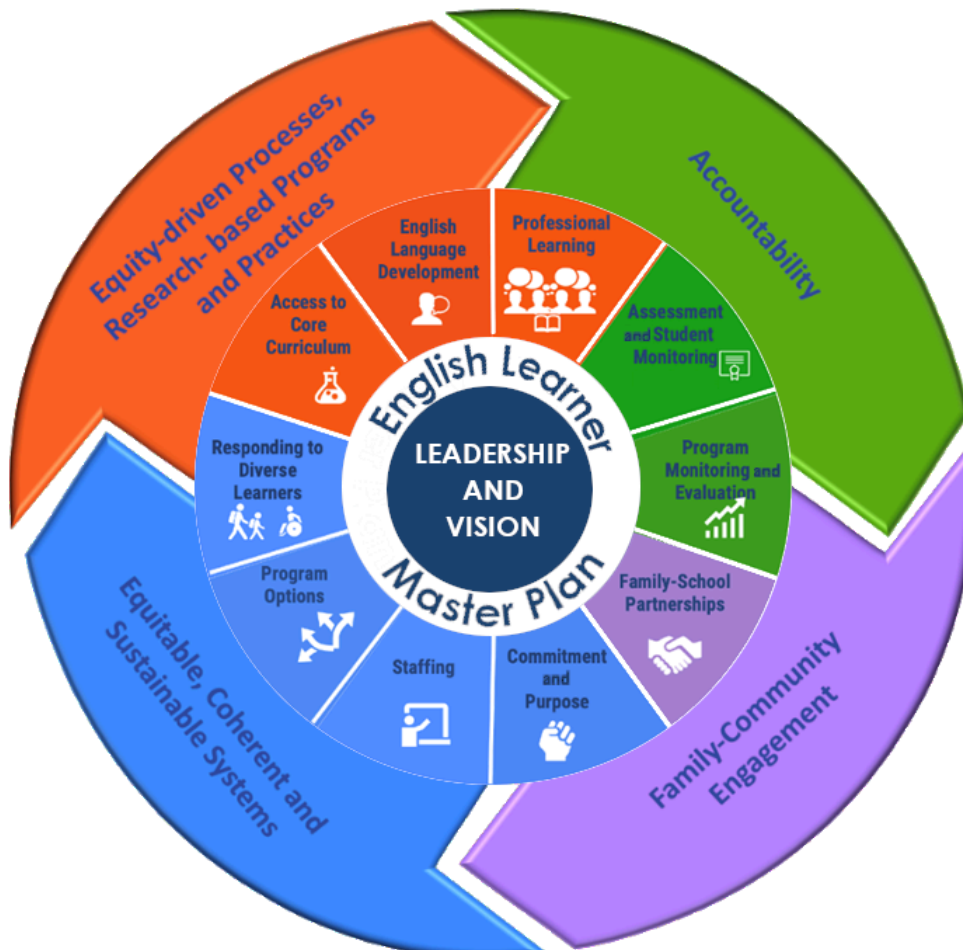 Equity-driven Processes,
Research- based Programs
and Practices
Accountability
Family-Community
Engagement
Equitable, Coherent and
Sustainable Systems
English
Language
Development
Professional
Learning
Assessment
and Student
Monitoring
Program
Monitoring and
Evaluation
Family-School
Partnerships
Commitment
and
Purpose
Staffing
Program
Options
Responding to
Diverse
Learners
Access to
Core
Curriculum
English Learner
Master Plan
LEADERSHIP
AND
VISION